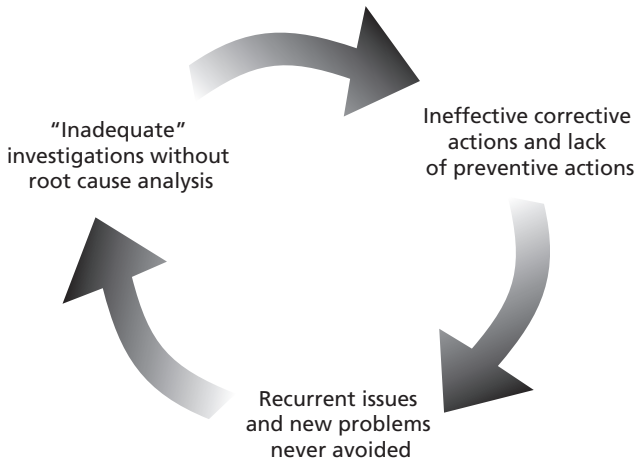 “Inadequate”
investigations without
root cause analysis
Ineffective corrective
actions and lack
of preventive actions
Recurrent issues
and new problems
never avoided